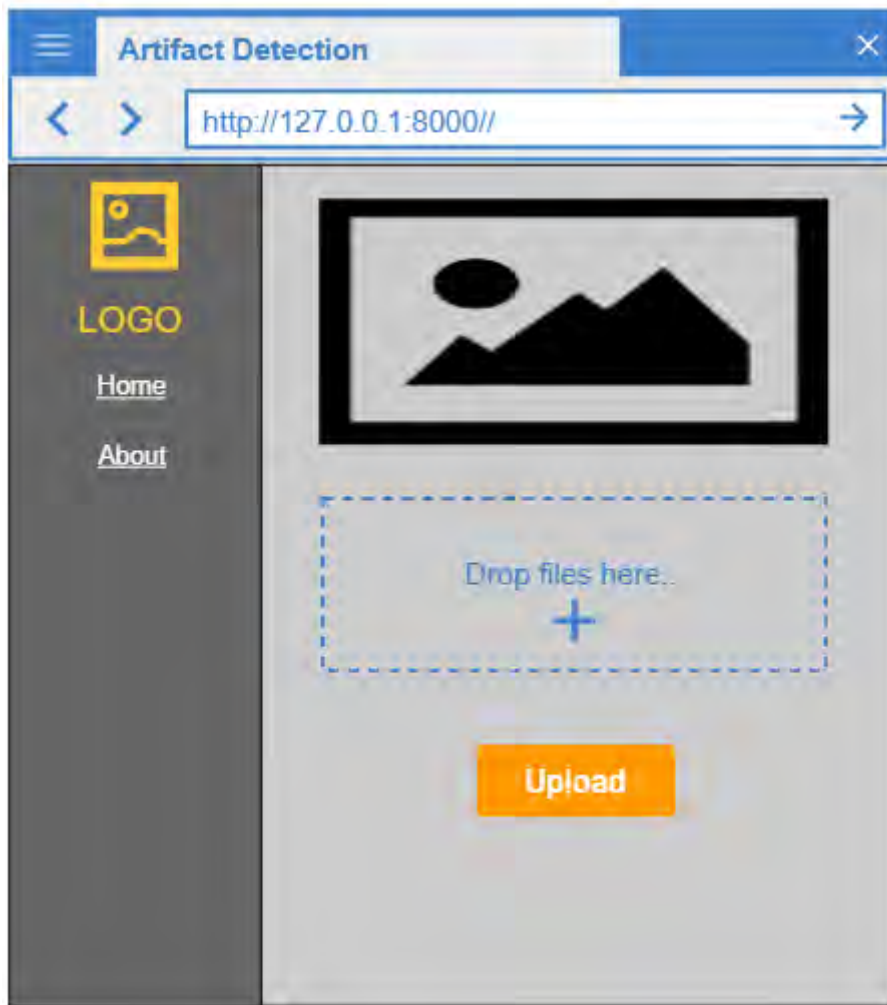 Artifact Detection
http://127.0.0.1:8000//
LOGO
Home
About
Drop files here..
Upload